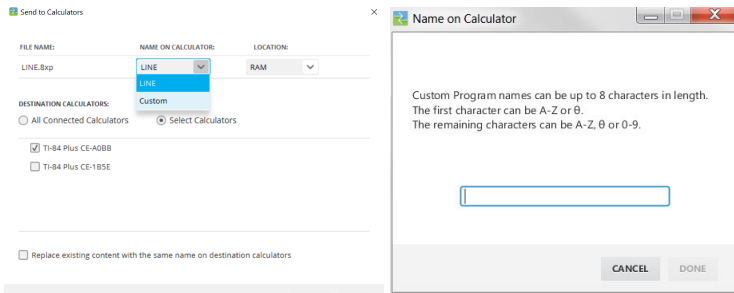 Send to Calculators
FILE NAME: NAME ON CALCULATOR: LOCATION:
LINE.8xp LINE RAM
LINE
Custom
DESTINATION CALCULATORS:
All Connected Calculators Select Calculators
TI-84 Plus CE-A0BB
TI-84 Plus CE-1B5E
Replace existing content with the same name on destination calculators
Name on Calculator
Custom Program names can be up to 8 characters in length.
The first character can be A-Z or θ.
The remaining characters can be A-Z, θ or 0-9.
CANCEL DONE